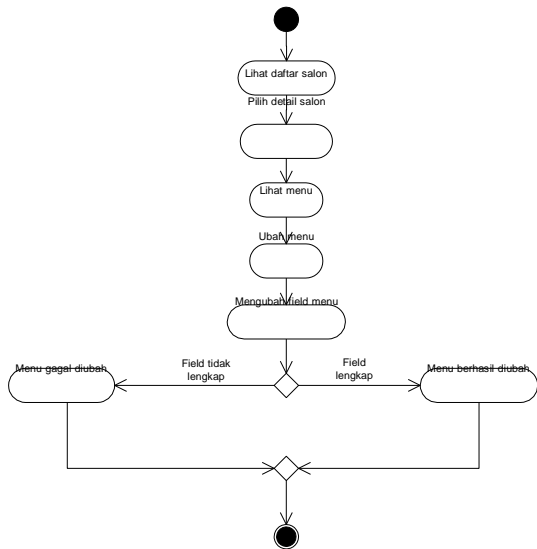 Lihat daftar salon
Pilih detail salon
Lihat menu
Ubah menu
Mengubah field menu
Field tidak
lengkap
Field
lengkap
Menu gagal diubah
Menu berhasil diubah